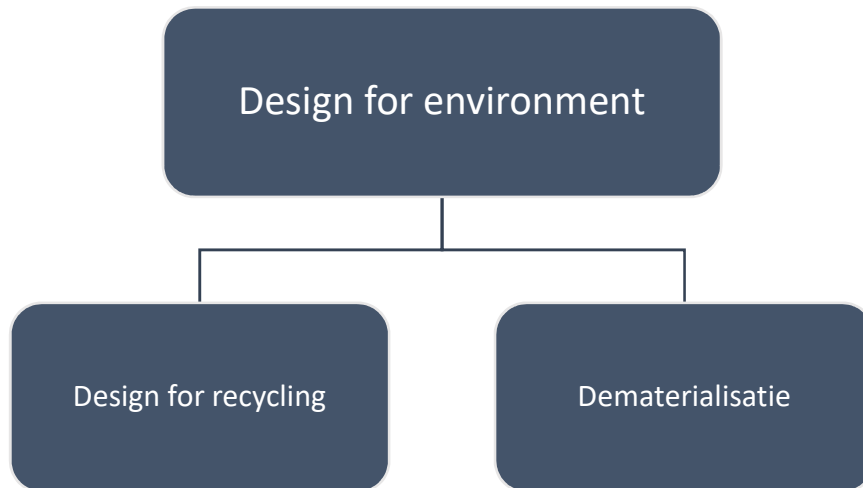 Design for environment
Design for recycling
Dematerialisatie